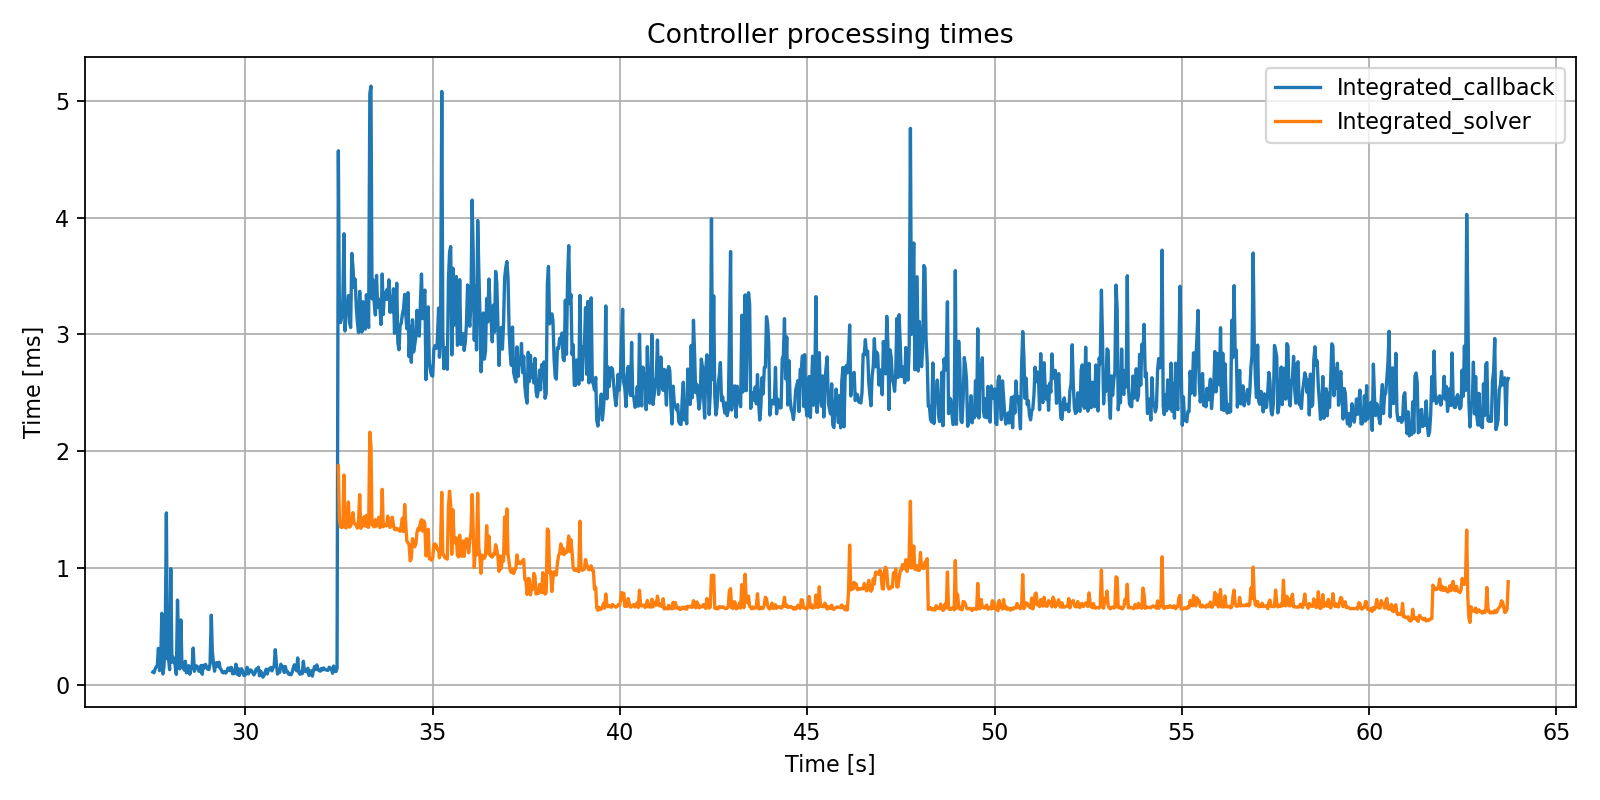 Controller processing times
Integrated_callback
Integrated_solver
Time [ms]
5
4
3
2
1
0
30 35 40 45 50 55 60 65
Time [s]